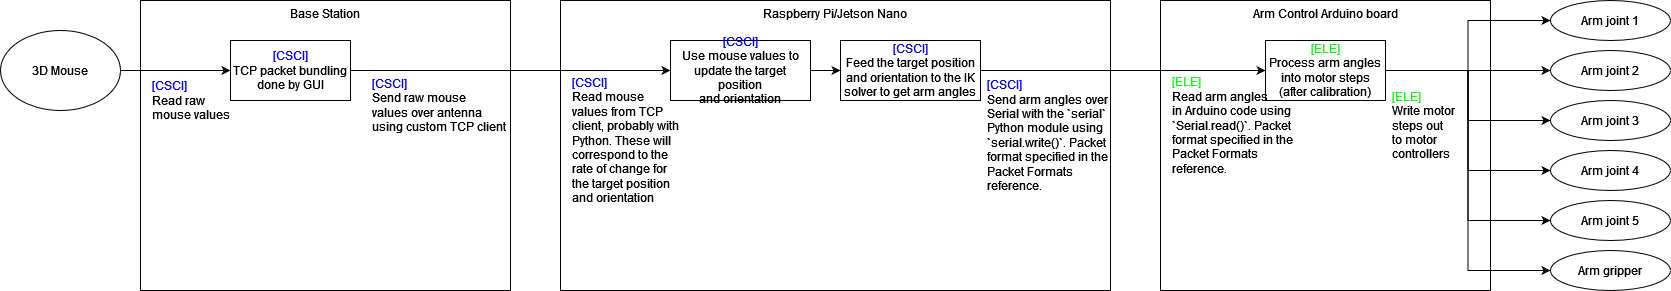 Base Station
Raspberry Pi/Jetson Nano
Arm Control Arduino board
3D Mouse
[CSCI]
Read raw
mouse values
[CSCI]
TCP packet bundling
done by GUI
[CSCI]
Send raw mouse
values over antenna
using custom TCP client
[CSCI]
Read mouse
values from TCP
client, probably with
Python. These will
correspond to the
rate of change for
the target position
and orientation
[CSCI]
Use mouse values to
update the target
position
and orientation
[CSCI]
Feed the target position
and orientation to the IK
solver to get arm angles
[CSCI]
Send arm angles over
Serial with the `serial`
Python module using
`serial.write()`. Packet
format specified in the
Packet Formats
reference.
[ELE]
Read arm angles
in Arduino code using
`Serial.read()`. Packet
format specified in the
Packet Formats
reference.
[ELE]
Process arm angles
into motor steps
(after calibration)
[ELE]
Write motor
steps out
to motor
controllers
Arm joint 1
Arm joint 2
Arm joint 3
Arm joint 4
Arm joint 5
Arm gripper